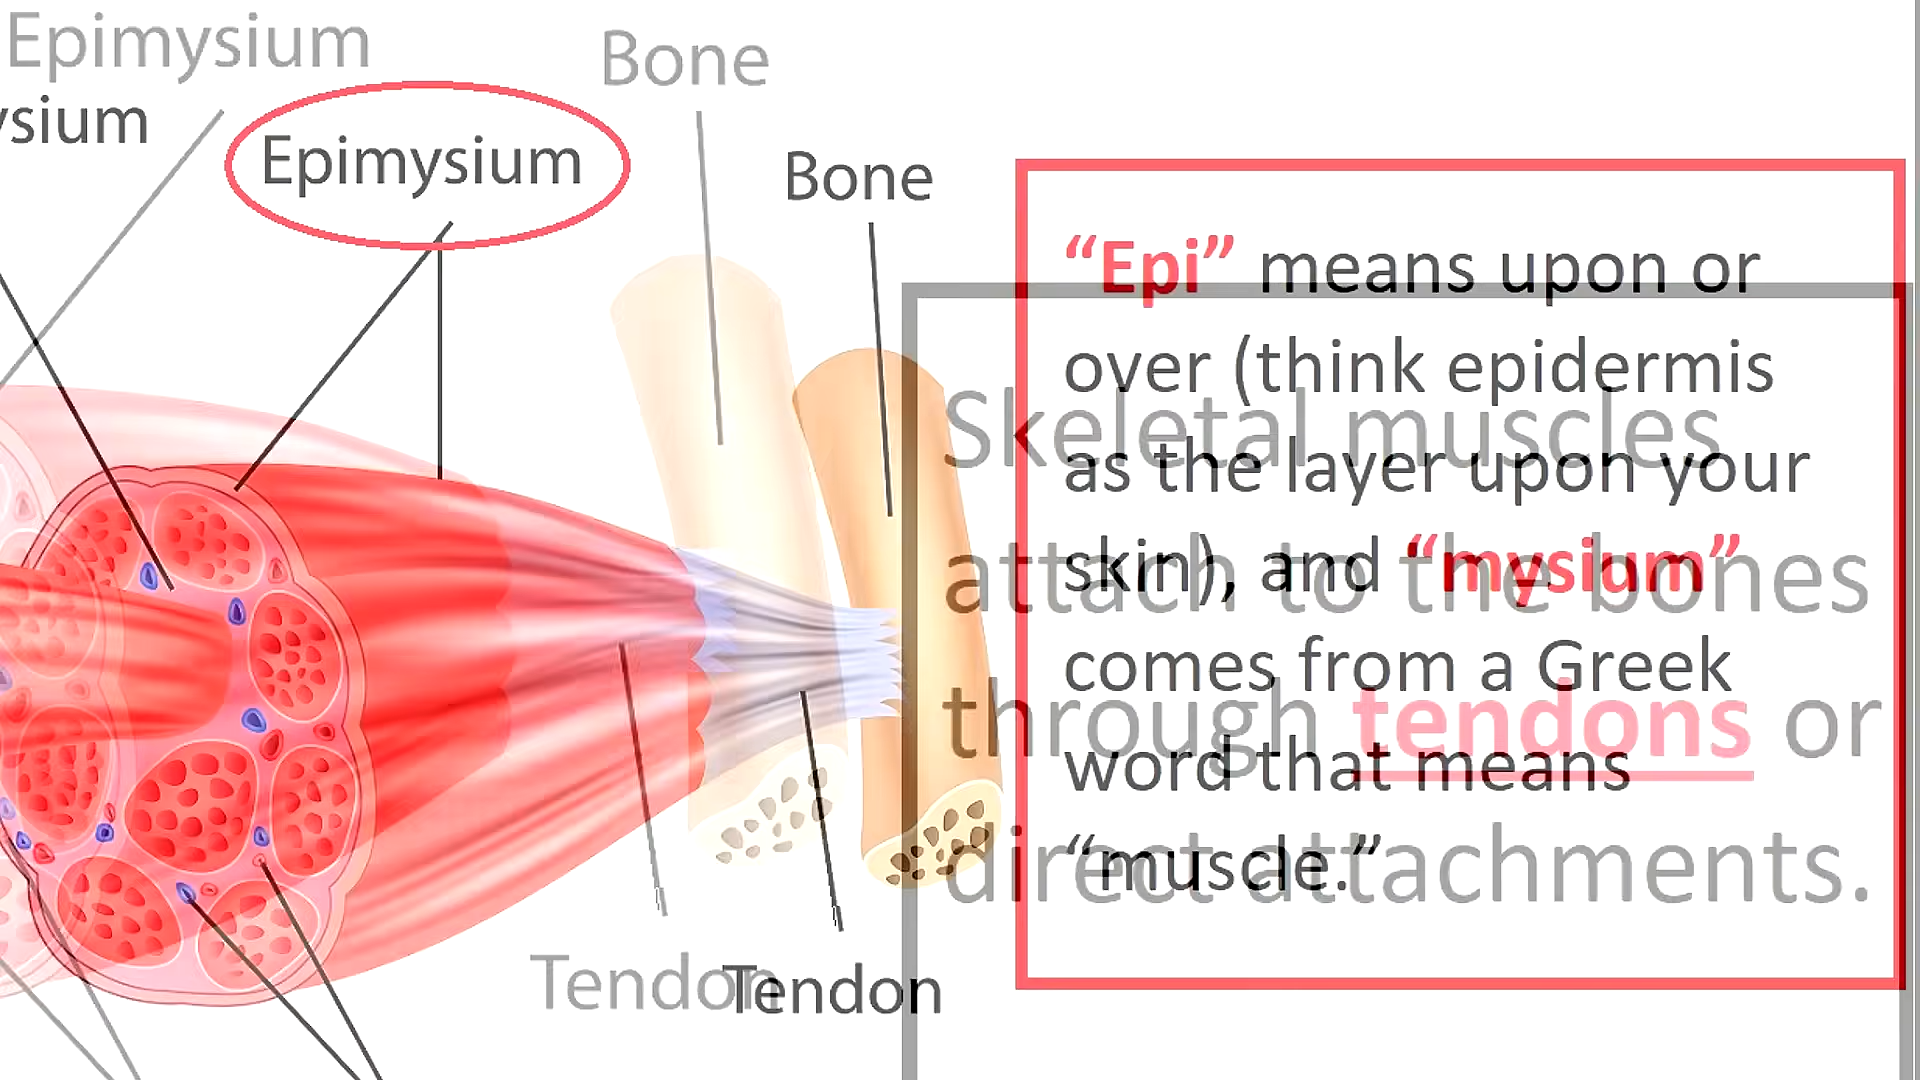 Epimysium
Bone
ysium
Epimysium
Bone
“Epi” means upon or
over (think epidermis
as the layer upon your
skin), and “mysium”
comes from a Greek
word that means
“muscle.”
Skeletal muscles
attach to the bones
through tendons or
direct attachments.
Tendon
Tendon